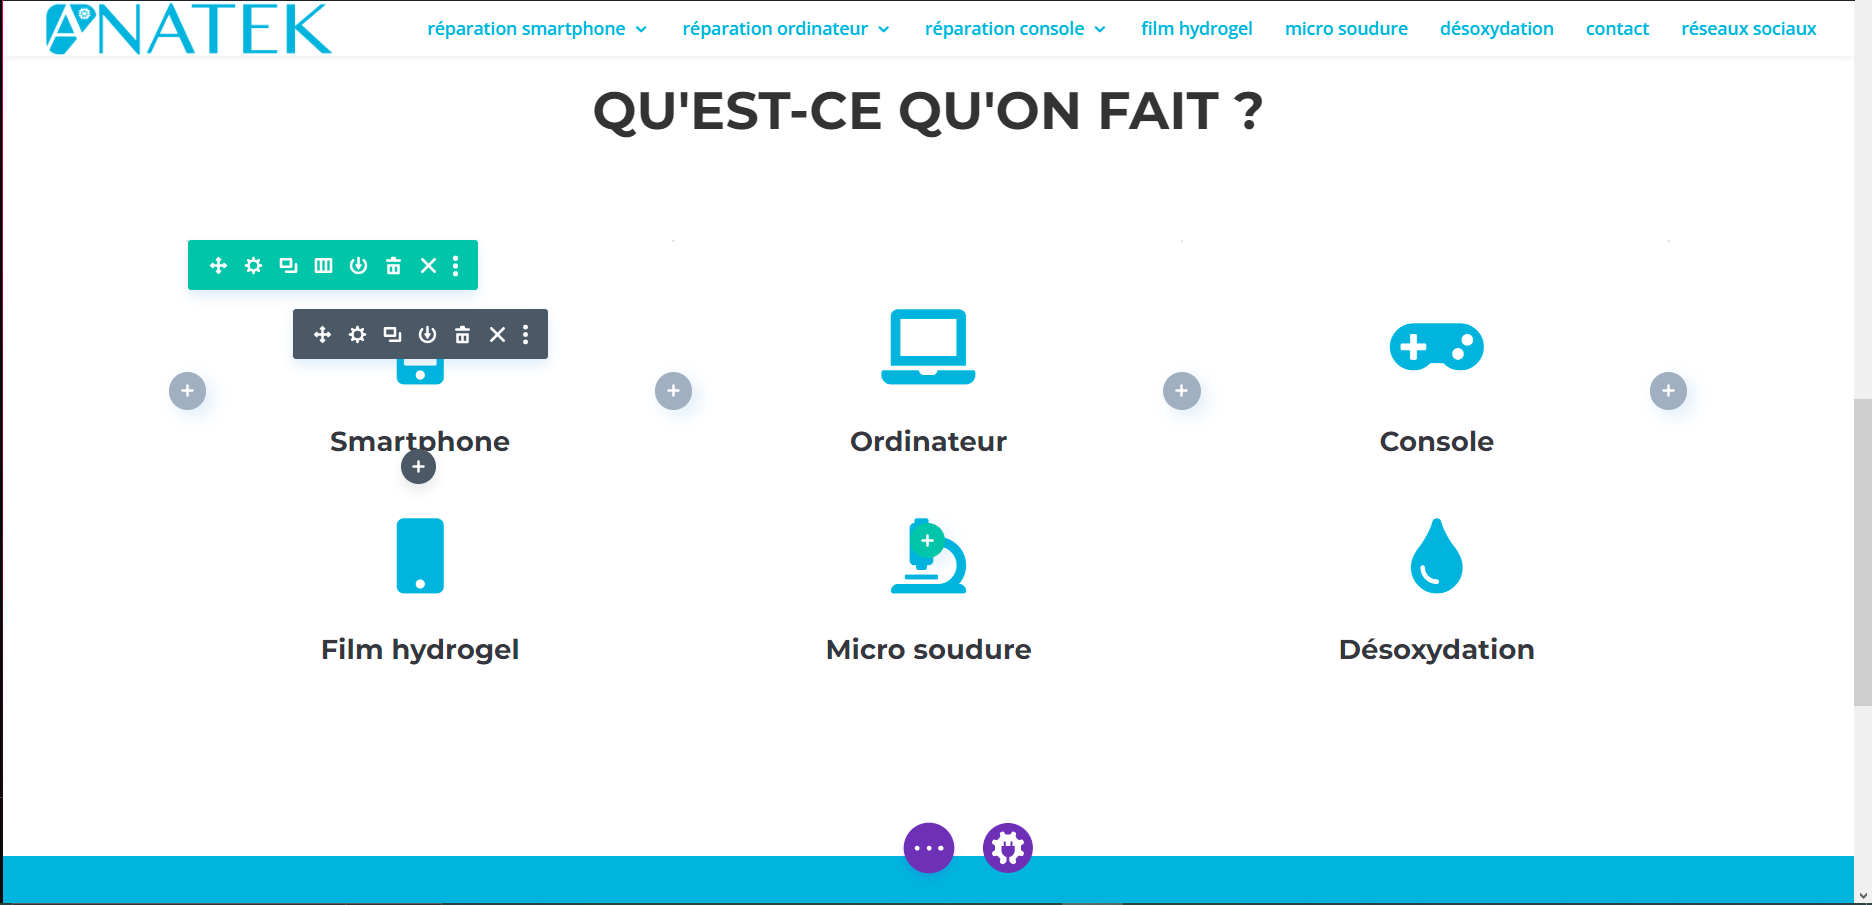 ANATEK
réparation smartphone réparation ordinateur réparation console film hydrogel micro soudure désoxydation contact réseaux sociaux
QU'EST-CE QU'ON FAIT ?
Smartphone Ordinateur Console
Film hydrogel Micro soudure Désoxydation